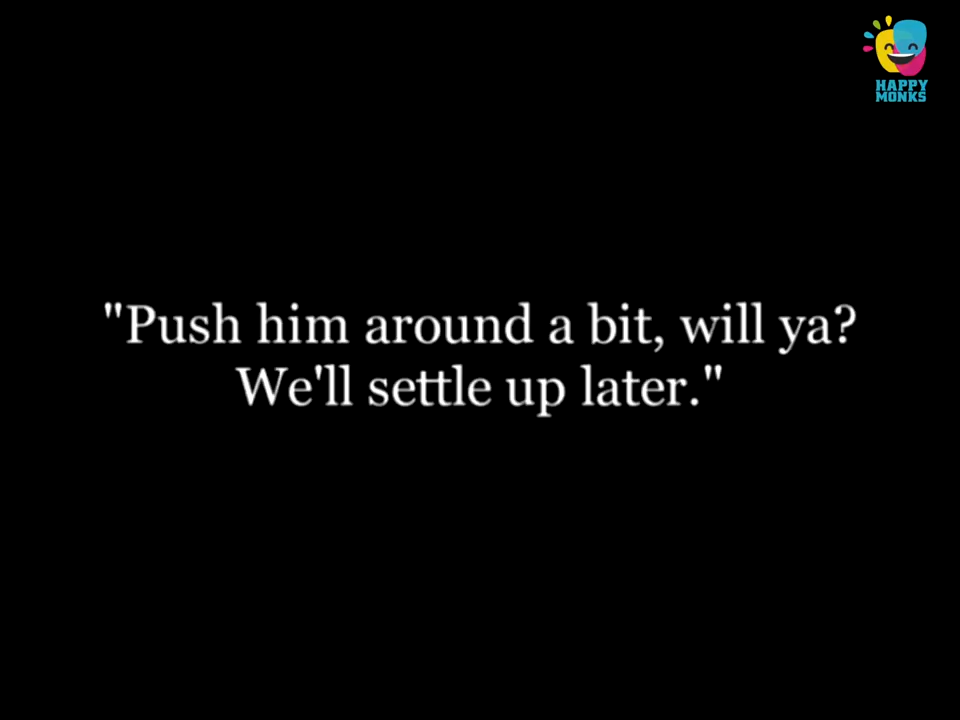 HAPPY
MONKS
"Push him around a bit, will ya?
We'll settle up later."